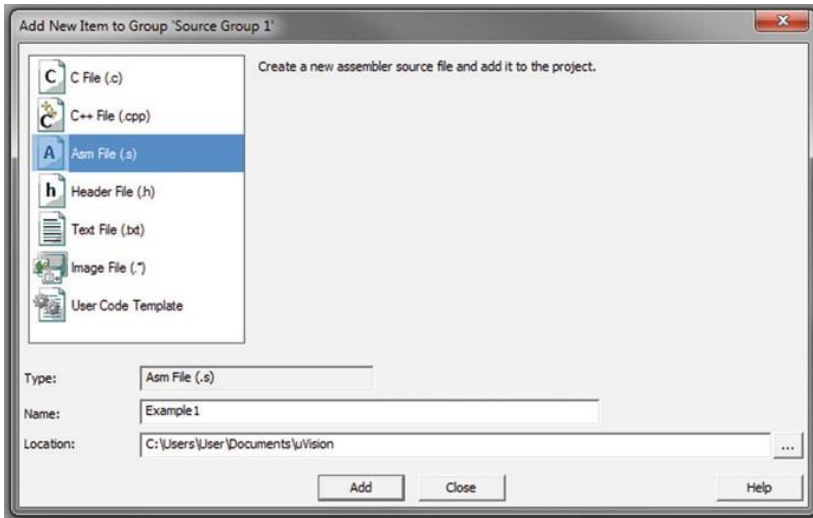 Add New Item to Group 'Source Group 1'
C File (.c)
Create a new assembler source file and add it to the project.
C++ File (.cpp)
Asm File (.s)
Header File (.h)
Text File (.txt)
Image File (.*)
User Code Template
Type:
Asm File (.s)
Name:
Example1
Location:
C:\Users\User\Documents\µVision
...
Add
Close
Help